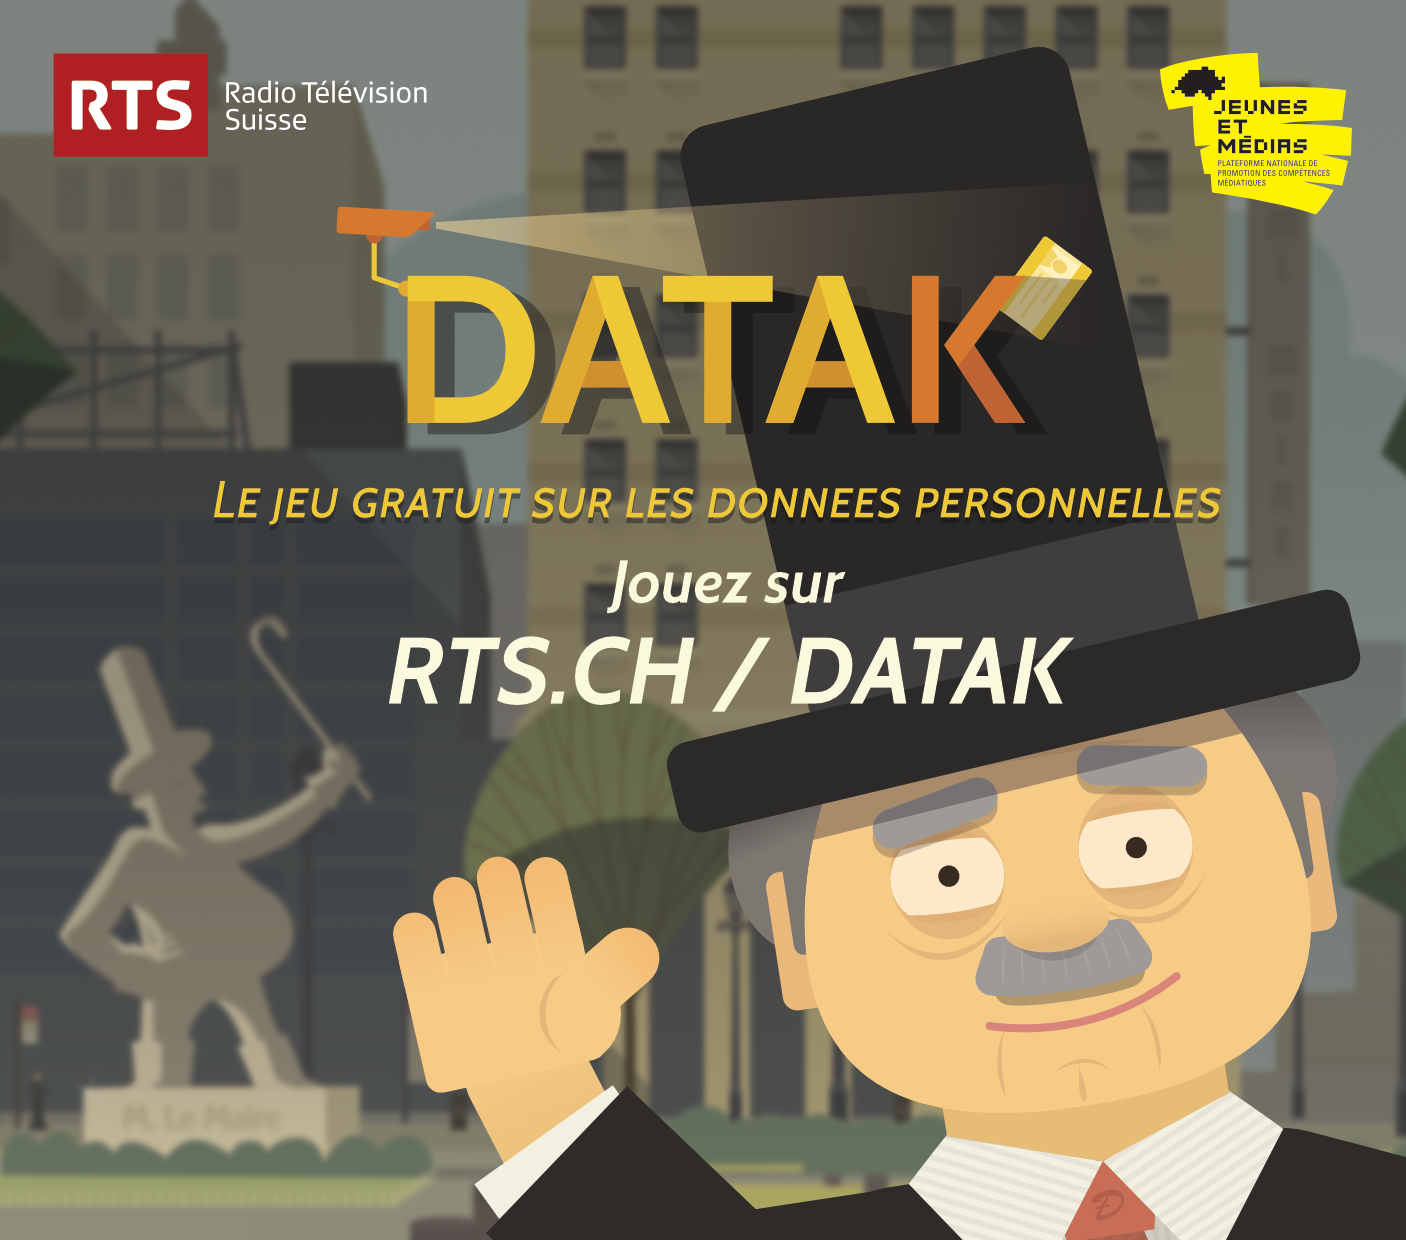 RTS
Radio Télévision
Suisse
JEUNES
ET
MÉDIAS
PLATEFORME NATIONALE DE
PROMOTION DES COMPÉTENCES
MÉDIATIQUES
DATAK
LE JEU GRATUIT SUR LES DONNEES PERSONNELLES
Jouez sur
RTS.CH / DATAK
M. Le Maire
D